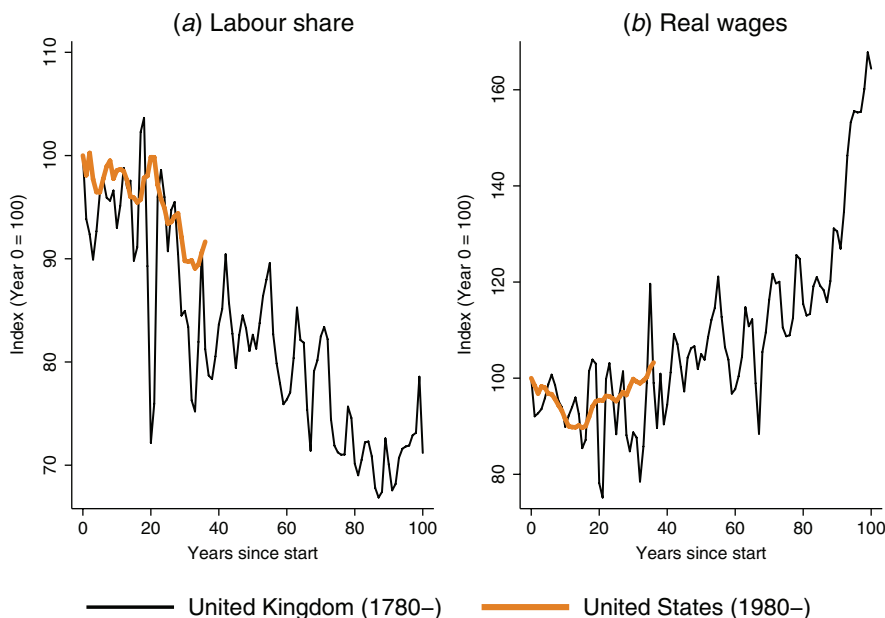 (a) Labour share
(b) Real wages
Index (Year 0 = 100)
110
100
90
80
70
0 20 40 60 80 100
Years since start
Index (Year 0 = 100)
160
140
120
100
80
0 20 40 60 80 100
Years since start
United Kingdom (1780–)
United States (1980–)